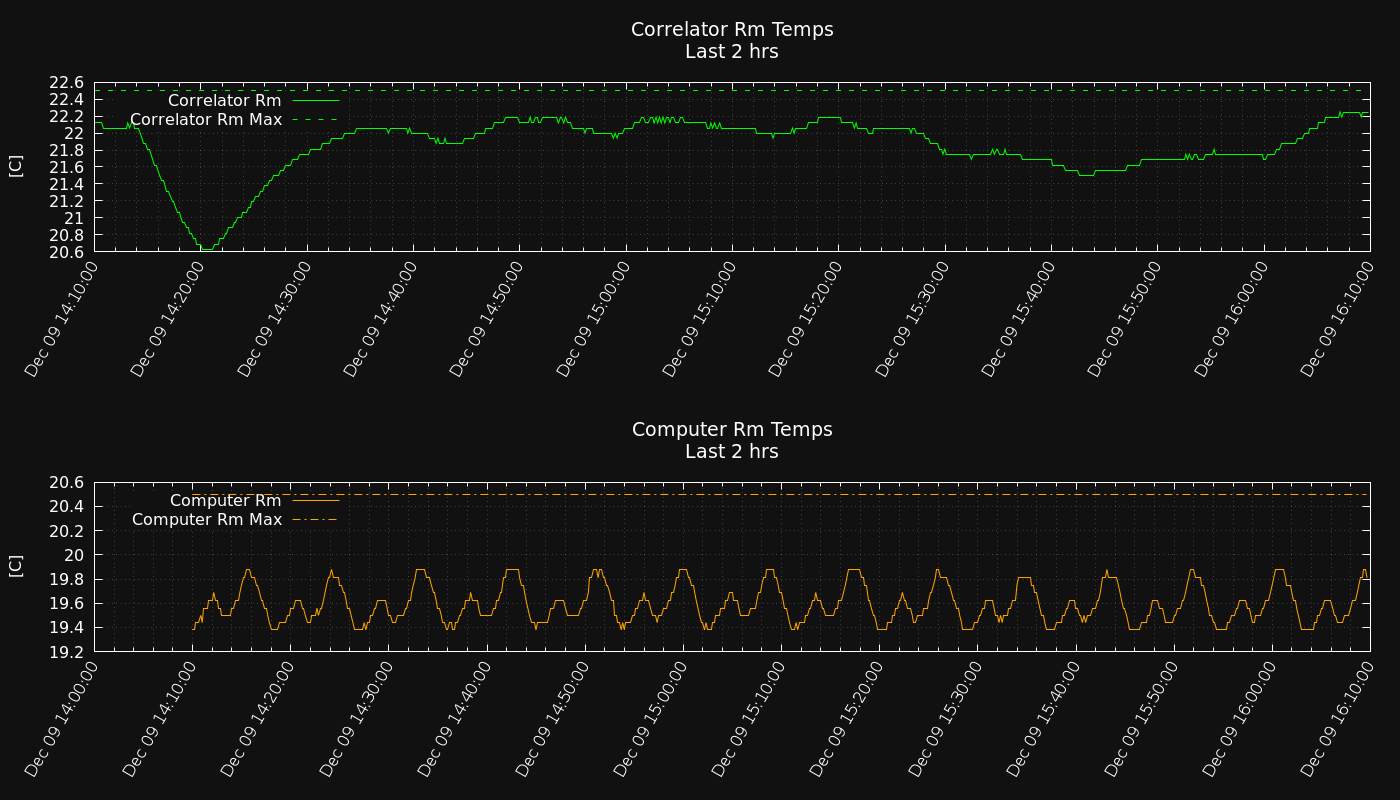 Correlator Rm Temps
Last 2 hrs
22.6
22.4
22.2
22
21.8
21.6
21.4
21.2
21
20.8
20.6
[C]
Correlator Rm
Correlator Rm Max
Dec 09 14:10:00
Dec 09 14:20:00
Dec 09 14:30:00
Dec 09 14:40:00
Dec 09 14:50:00
Dec 09 15:00:00
Dec 09 15:10:00
Dec 09 15:20:00
Dec 09 15:30:00
Dec 09 15:40:00
Dec 09 15:50:00
Dec 09 16:00:00
Dec 09 16:10:00
Computer Rm Temps
Last 2 hrs
20.6
20.4
20.2
20
19.8
19.6
19.4
19.2
[C]
Computer Rm
Computer Rm Max
Dec 09 14:00:00
Dec 09 14:10:00
Dec 09 14:20:00
Dec 09 14:30:00
Dec 09 14:40:00
Dec 09 14:50:00
Dec 09 15:00:00
Dec 09 15:10:00
Dec 09 15:20:00
Dec 09 15:30:00
Dec 09 15:40:00
Dec 09 15:50:00
Dec 09 16:00:00
Dec 09 16:10:00